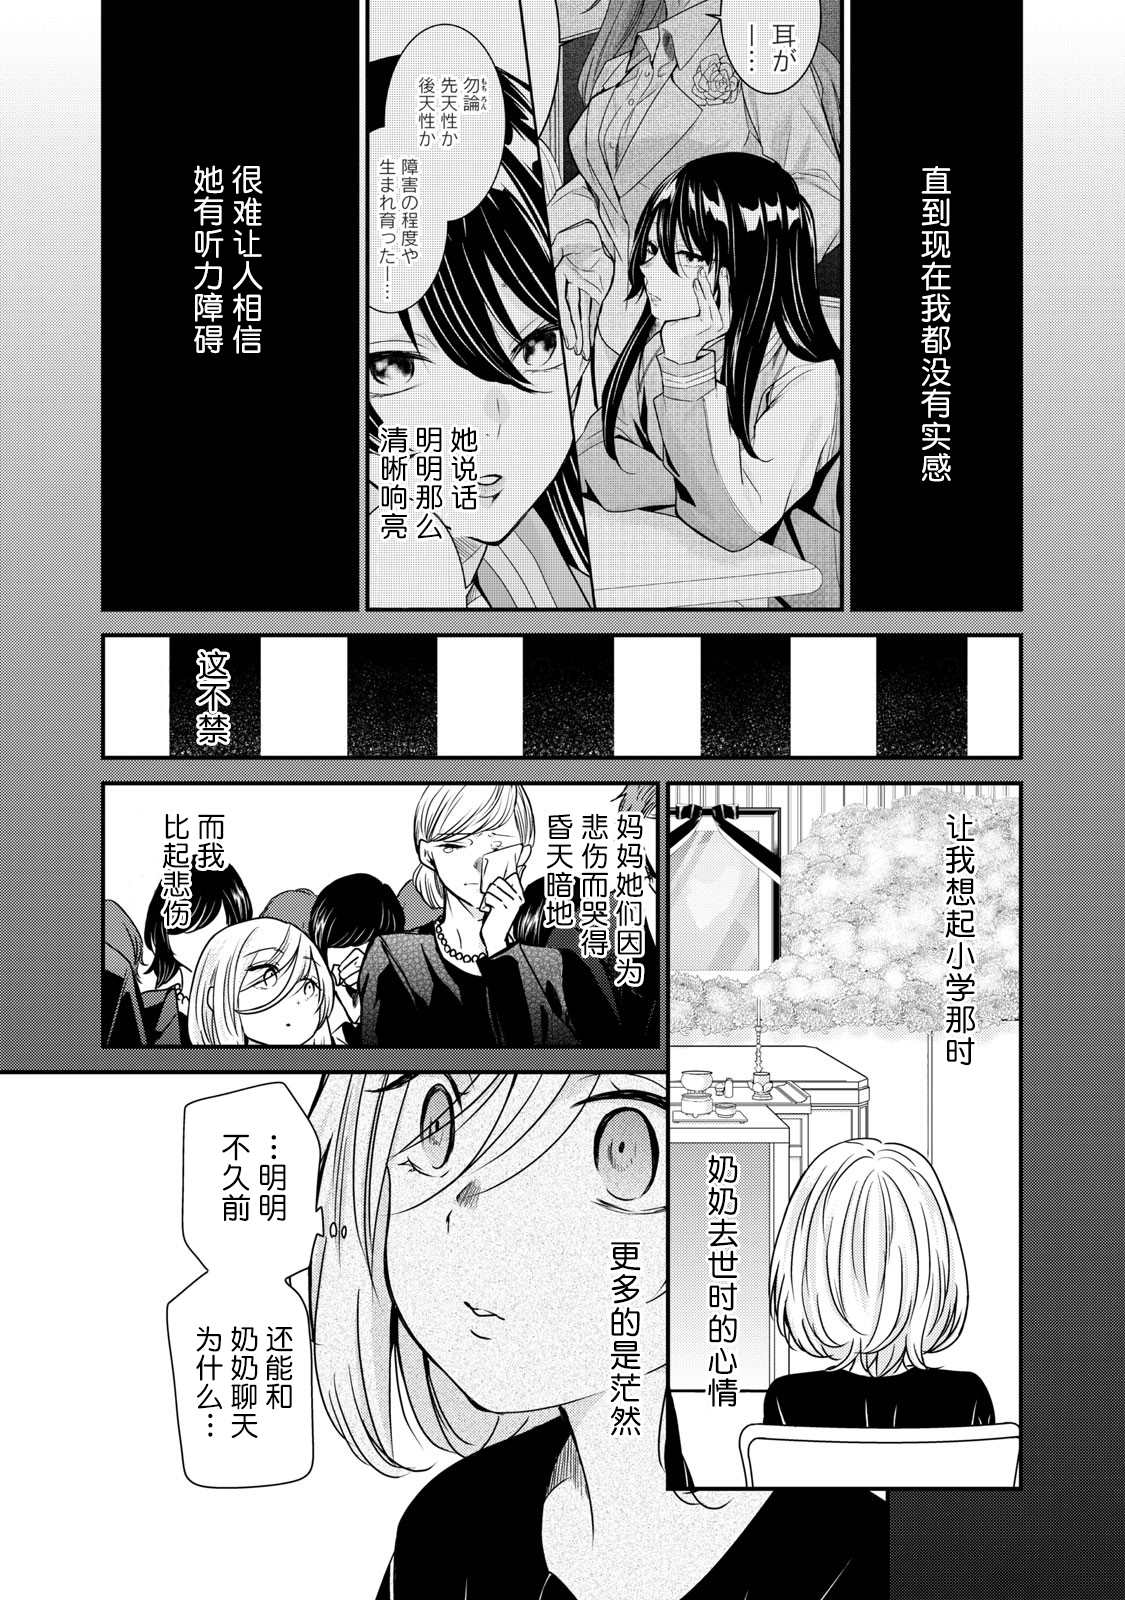 直到现在我都没有实感
耳が
ー…
勿論
もちろん
先天性か
後天性か
障害の程度や
生まれ育ったー…
她说话
明明那么
清晰响亮
很难让人相信
她有听力障碍
这不禁
让我想起小学那时
奶奶去世时的心情
妈妈她们因为
悲伤而哭得
昏天暗地
而我
比起悲伤
更多的是茫然
…明明
不久前
还能和
奶奶聊天
为什么…